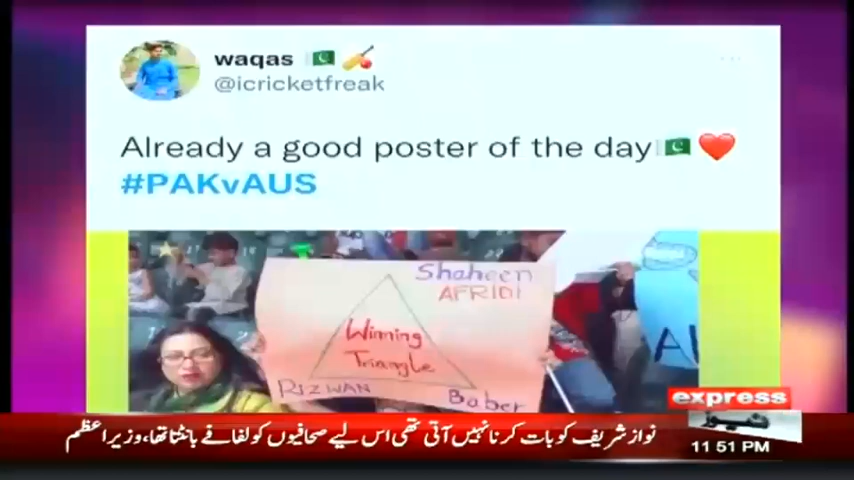 waqas 🇵🇰 🏏
@icricketfreak
Already a good poster of the day 🇵🇰 ❤️
#PAKvAUS
Shaheen
AFRIDI
Winning
Triangle
RIZWAN
Baber
express
نیوز
نواز شریف کو بات کرنا نہیں آتی تھی اس لیے صحافیوں کو لفافے بانٹتا تھا، وزیراعظم
11:51 PM